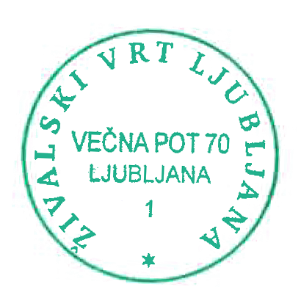 ŽIVALSKI VRT LJUBLJANA
VEČNA POT 70
LJUBLJANA
1
*